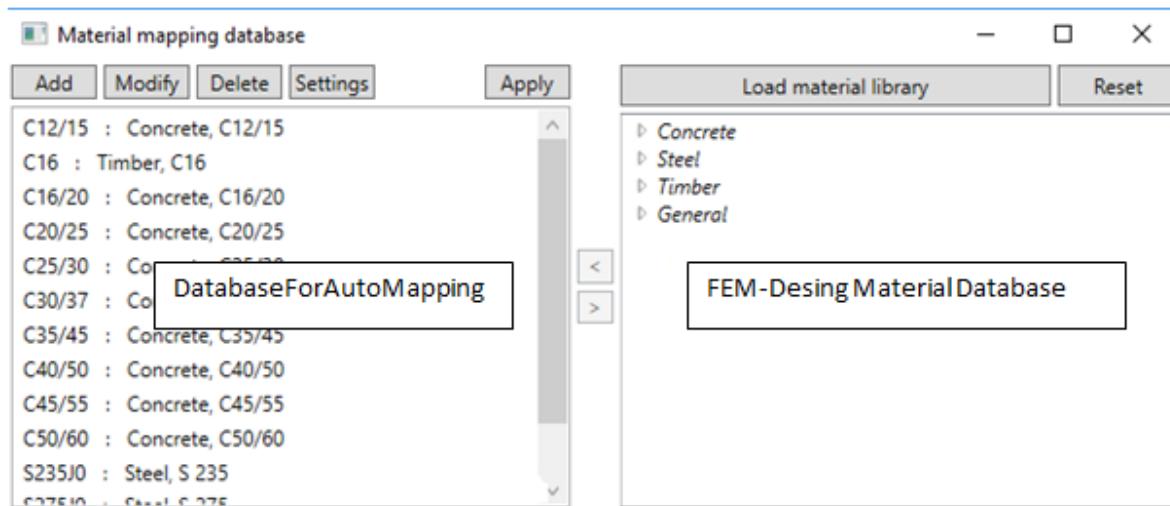 Material mapping database
Add Modify Delete Settings Apply
Load material library Reset
C12/15 : Concrete, C12/15
C16 : Timber, C16
C16/20 : Concrete, C16/20
C20/25 : Concrete, C20/25
C25/30 : Co
C30/37 : Co
C35/45 : Concrete, C35/45
C40/50 : Concrete, C40/50
C45/55 : Concrete, C45/55
C50/60 : Concrete, C50/60
S235J0 : Steel, S 235
DatabaseForAutoMapping
<
>
Concrete
Steel
Timber
General
FEM-Desing Material Database